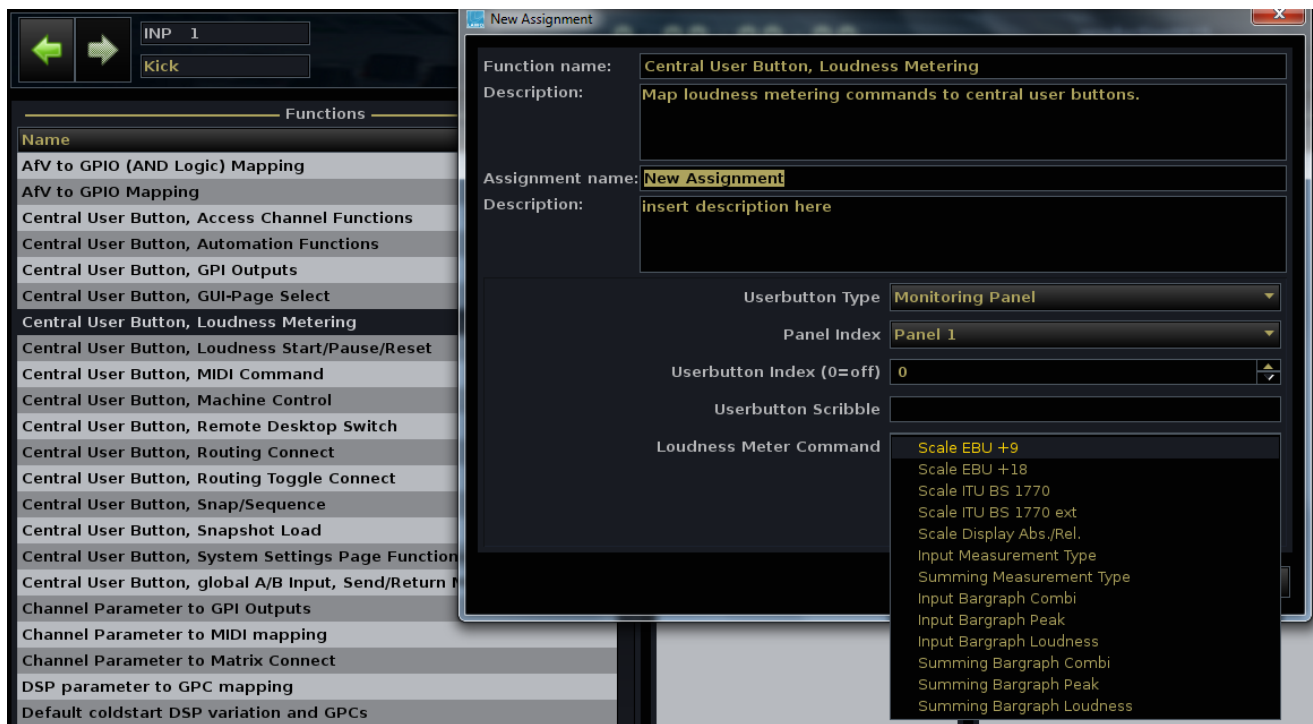 INP 1
Kick
Functions
Name
AfV to GPIO (AND Logic) Mapping
AfV to GPIO Mapping
Central User Button, Access Channel Functions
Central User Button, Automation Functions
Central User Button, GPI Outputs
Central User Button, GUI-Page Select
Central User Button, Loudness Metering
Central User Button, Loudness Start/Pause/Reset
Central User Button, MIDI Command
Central User Button, Machine Control
Central User Button, Remote Desktop Switch
Central User Button, Routing Connect
Central User Button, Routing Toggle Connect
Central User Button, Snap/Sequence
Central User Button, Snapshot Load
Central User Button, System Settings Page Function
Central User Button, global A/B Input, Send/Return
Channel Parameter to GPI Outputs
Channel Parameter to MIDI mapping
Channel Parameter to Matrix Connect
DSP parameter to GPC mapping
Default coldstart DSP variation and GPCs
New Assignment
Function name: Central User Button, Loudness Metering
Description: Map loudness metering commands to central user buttons.
Assignment name: New Assignment
Description: insert description here
Userbutton Type Monitoring Panel
Panel Index Panel 1
Userbutton Index (0=off) 0
Userbutton Scribble
Loudness Meter Command
Scale EBU +9
Scale EBU +18
Scale ITU BS 1770
Scale ITU BS 1770 ext
Scale Display Abs./Rel.
Input Measurement Type
Summing Measurement Type
Input Bargraph Combi
Input Bargraph Peak
Input Bargraph Loudness
Summing Bargraph Combi
Summing Bargraph Peak
Summing Bargraph Loudness